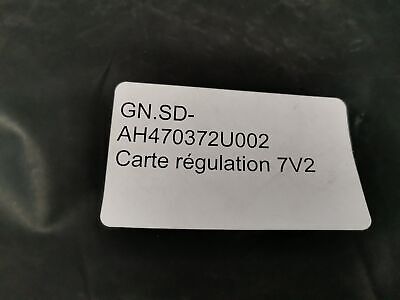 GN.SD-
AH470372U002
Carte régulation 7V2